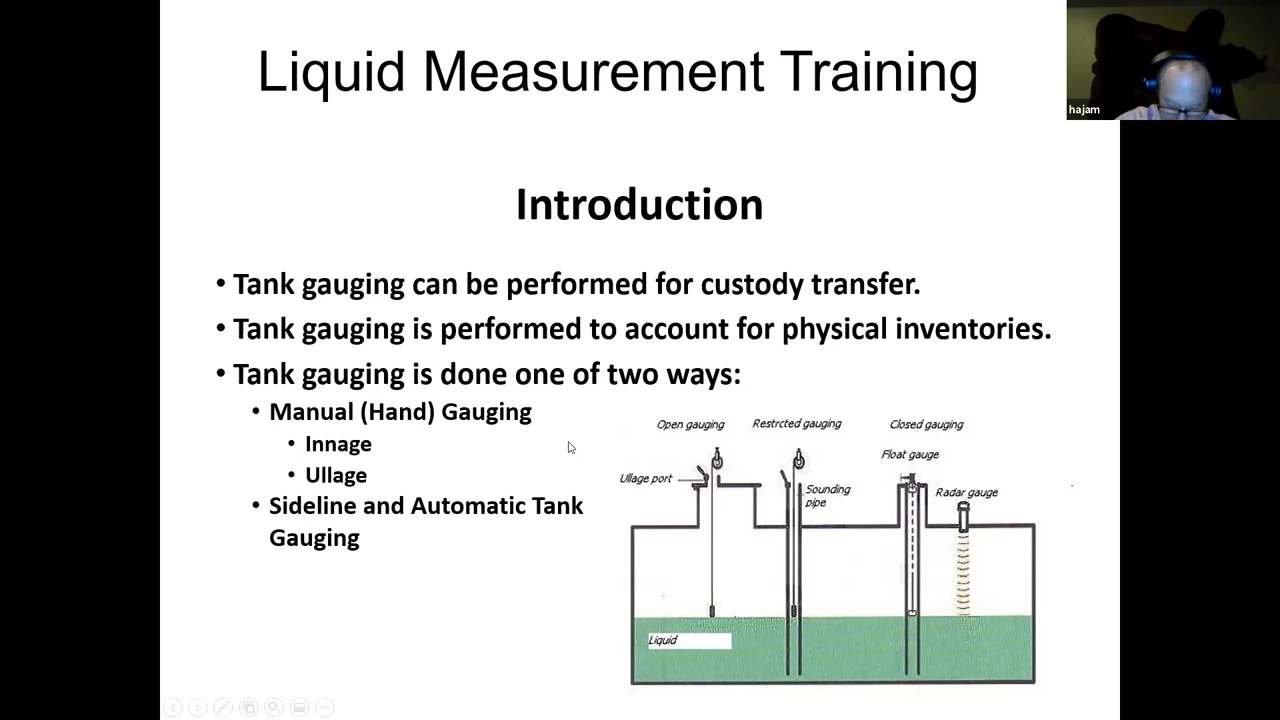 Liquid Measurement Training
hajam
Introduction
• Tank gauging can be performed for custody transfer.
• Tank gauging is performed to account for physical inventories.
• Tank gauging is done one of two ways:
• Manual (Hand) Gauging
• Innage
• Ullage
• Sideline and Automatic Tank
Gauging
Open gauging
Restrcted gauging
Closed gauging
Float gauge
Ullage port
Sounding
pipe
Radar gauge
Liquid